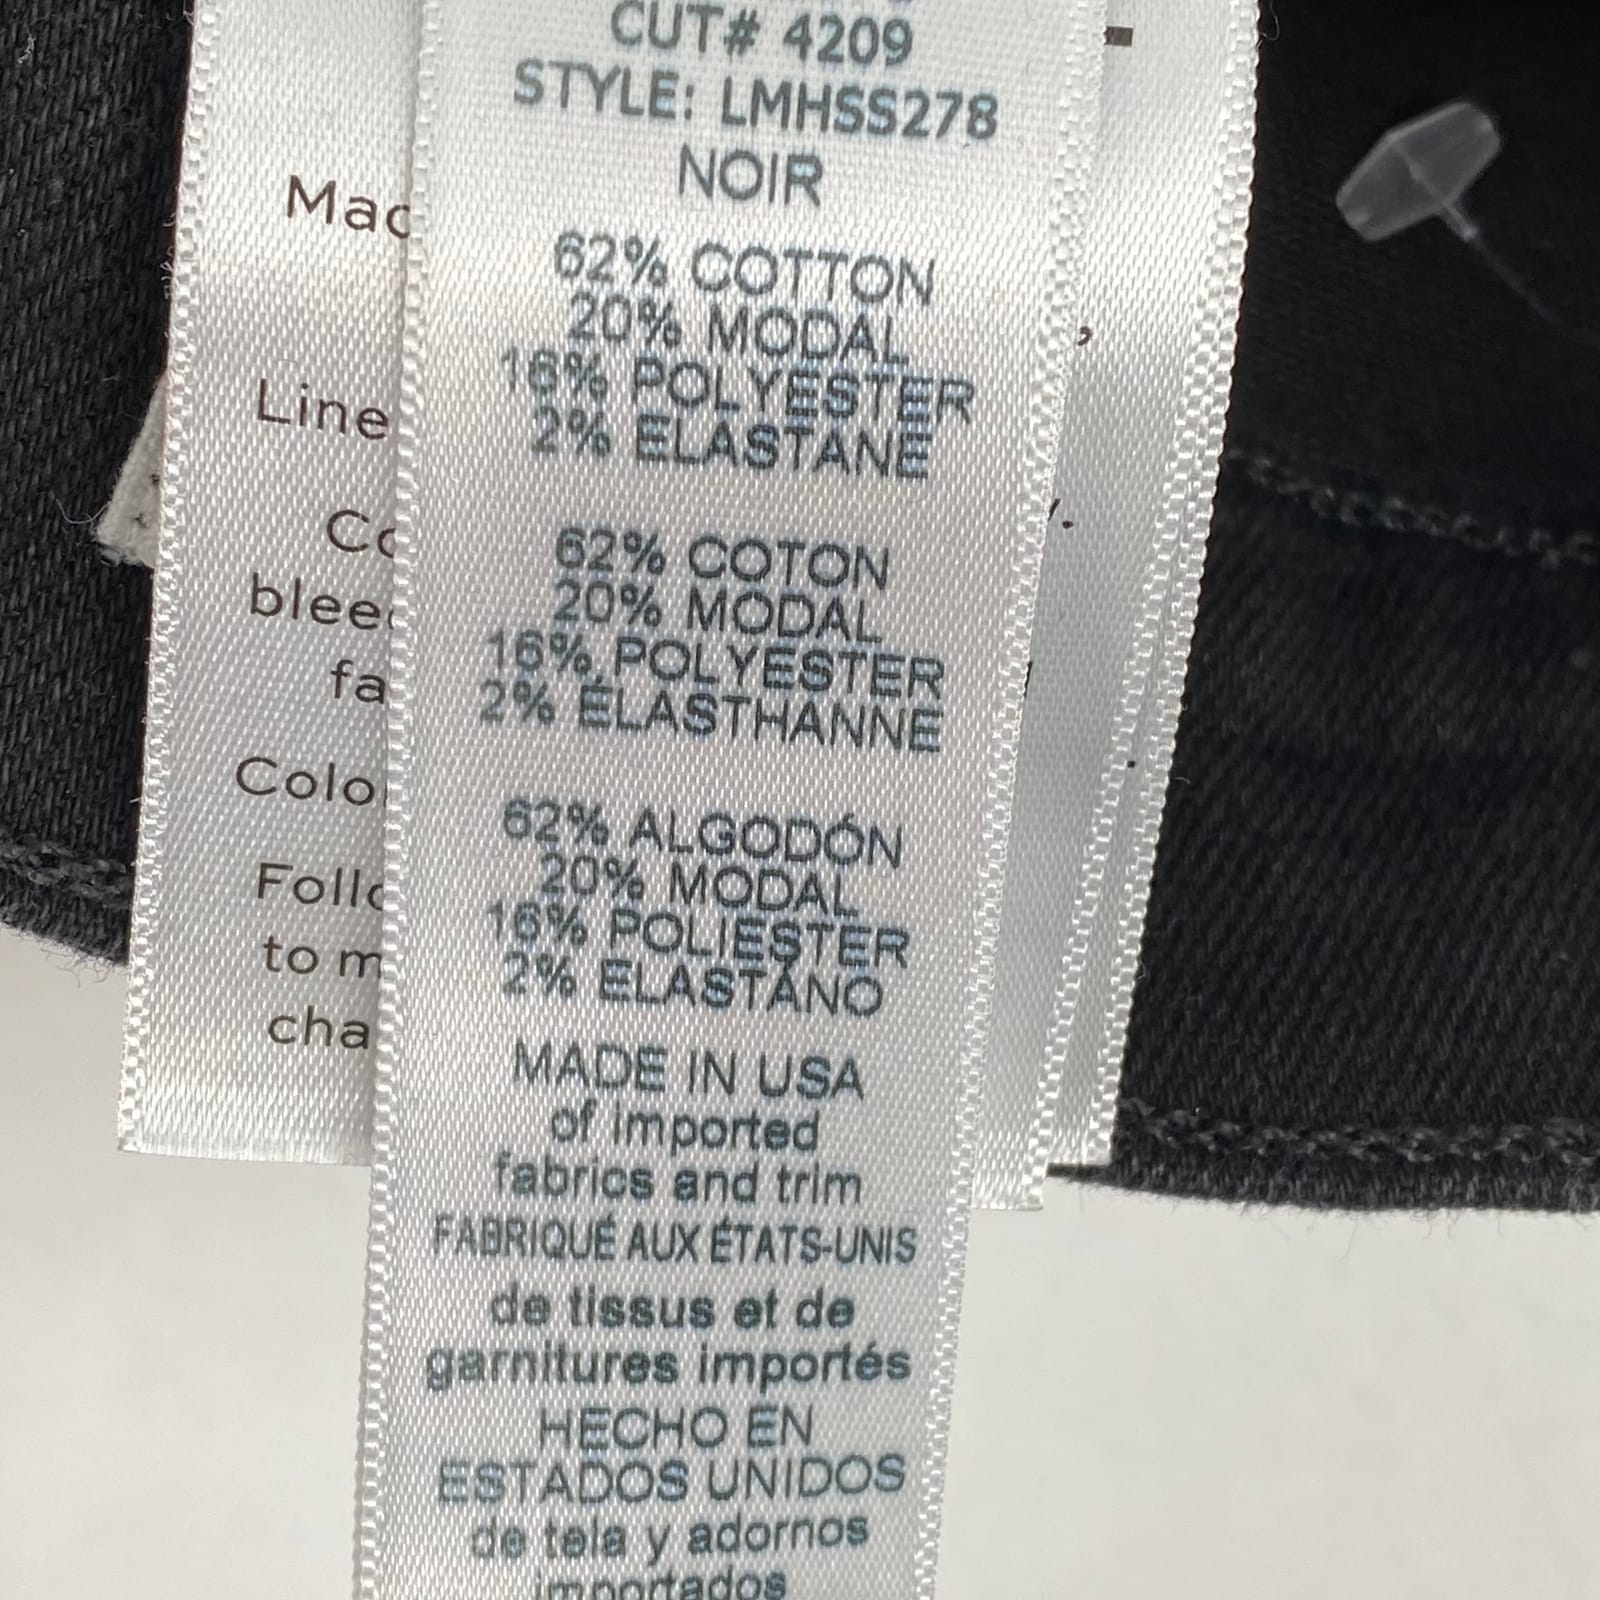 CUT# 4209
STYLE: LMHSS278
NOIR
62% COTTON
20% MODAL
16% POLYESTER
2% ELASTANE
62% COTON
20% MODAL
16% POLYESTER
2% ÉLASTHANNE
62% ALGODÓN
20% MODAL
16% POLIESTER
2% ELASTANO
MADE IN USA
of imported
fabrics and trim
FABRIQUÉ AUX ÉTATS-UNIS
de tissus et de
garnitures importés
HECHO EN
ESTADOS UNIDOS
de tela y adornos
importados
Mac
Line
Co
blee
fa
Colo
Follo
to m
cha